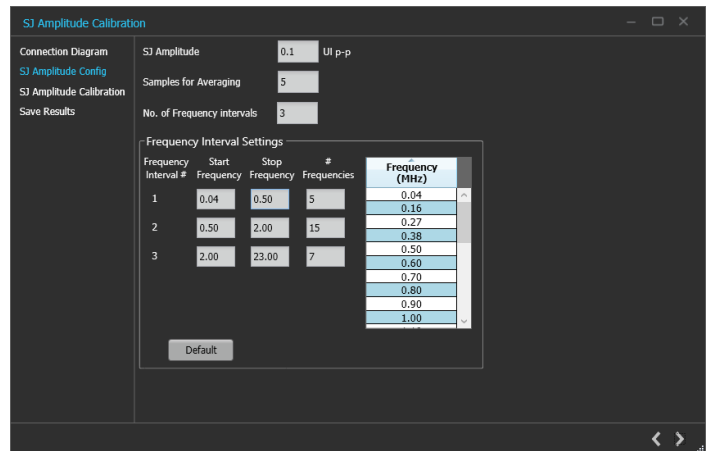 SJ Amplitude Calibration
Connection Diagram
SJ Amplitude Config
SJ Amplitude Calibration
Save Results
SJ Amplitude 0.1 UI p-p
Samples for Averaging 5
No. of Frequency intervals 3
Frequency Interval Settings
Frequency Interval # Start Frequency Stop Frequency # Frequencies
1 0.04 0.50 5
2 0.50 2.00 15
3 2.00 23.00 7
Frequency
(MHz)
0.04
0.16
0.27
0.38
0.50
0.60
0.70
0.80
0.90
1.00
Default